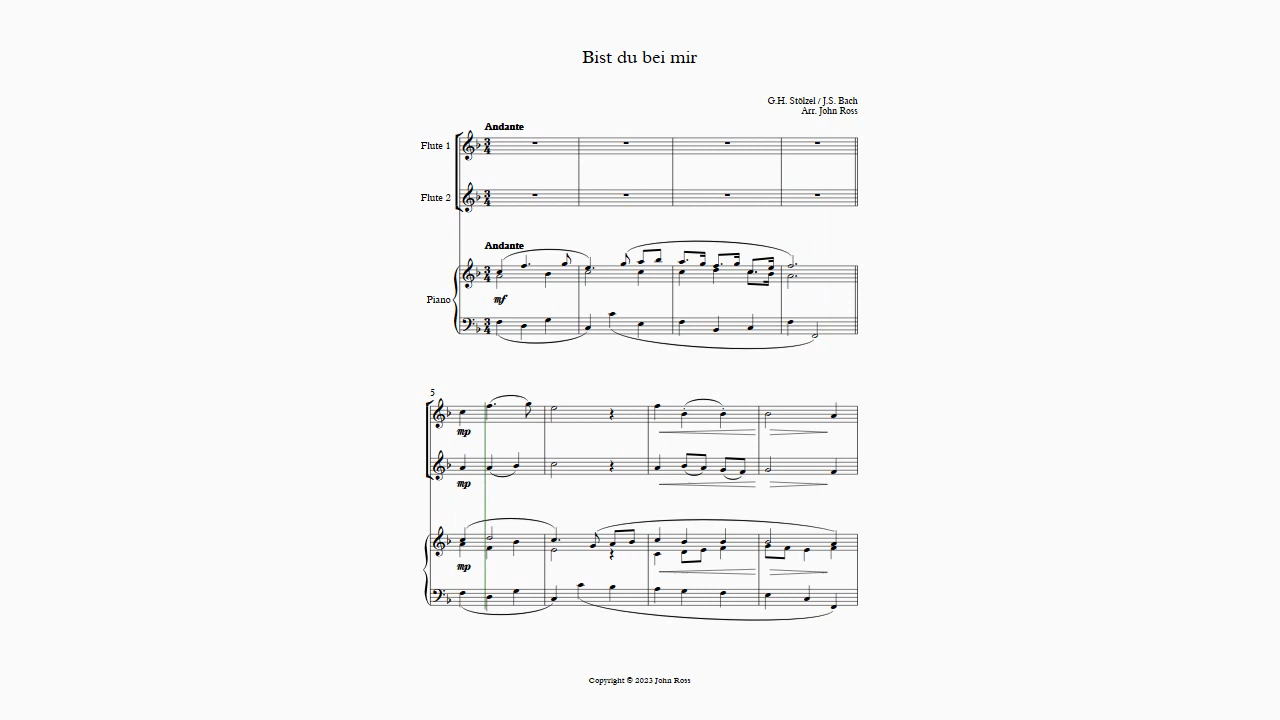 Bist du bei mir
G.H. Stölzel / J.S. Bach
Arr. John Ross
Andante
Flute 1
Flute 2
Andante
Piano
mf
5
mp
mp
mp
Copyright © 2023 John Ross